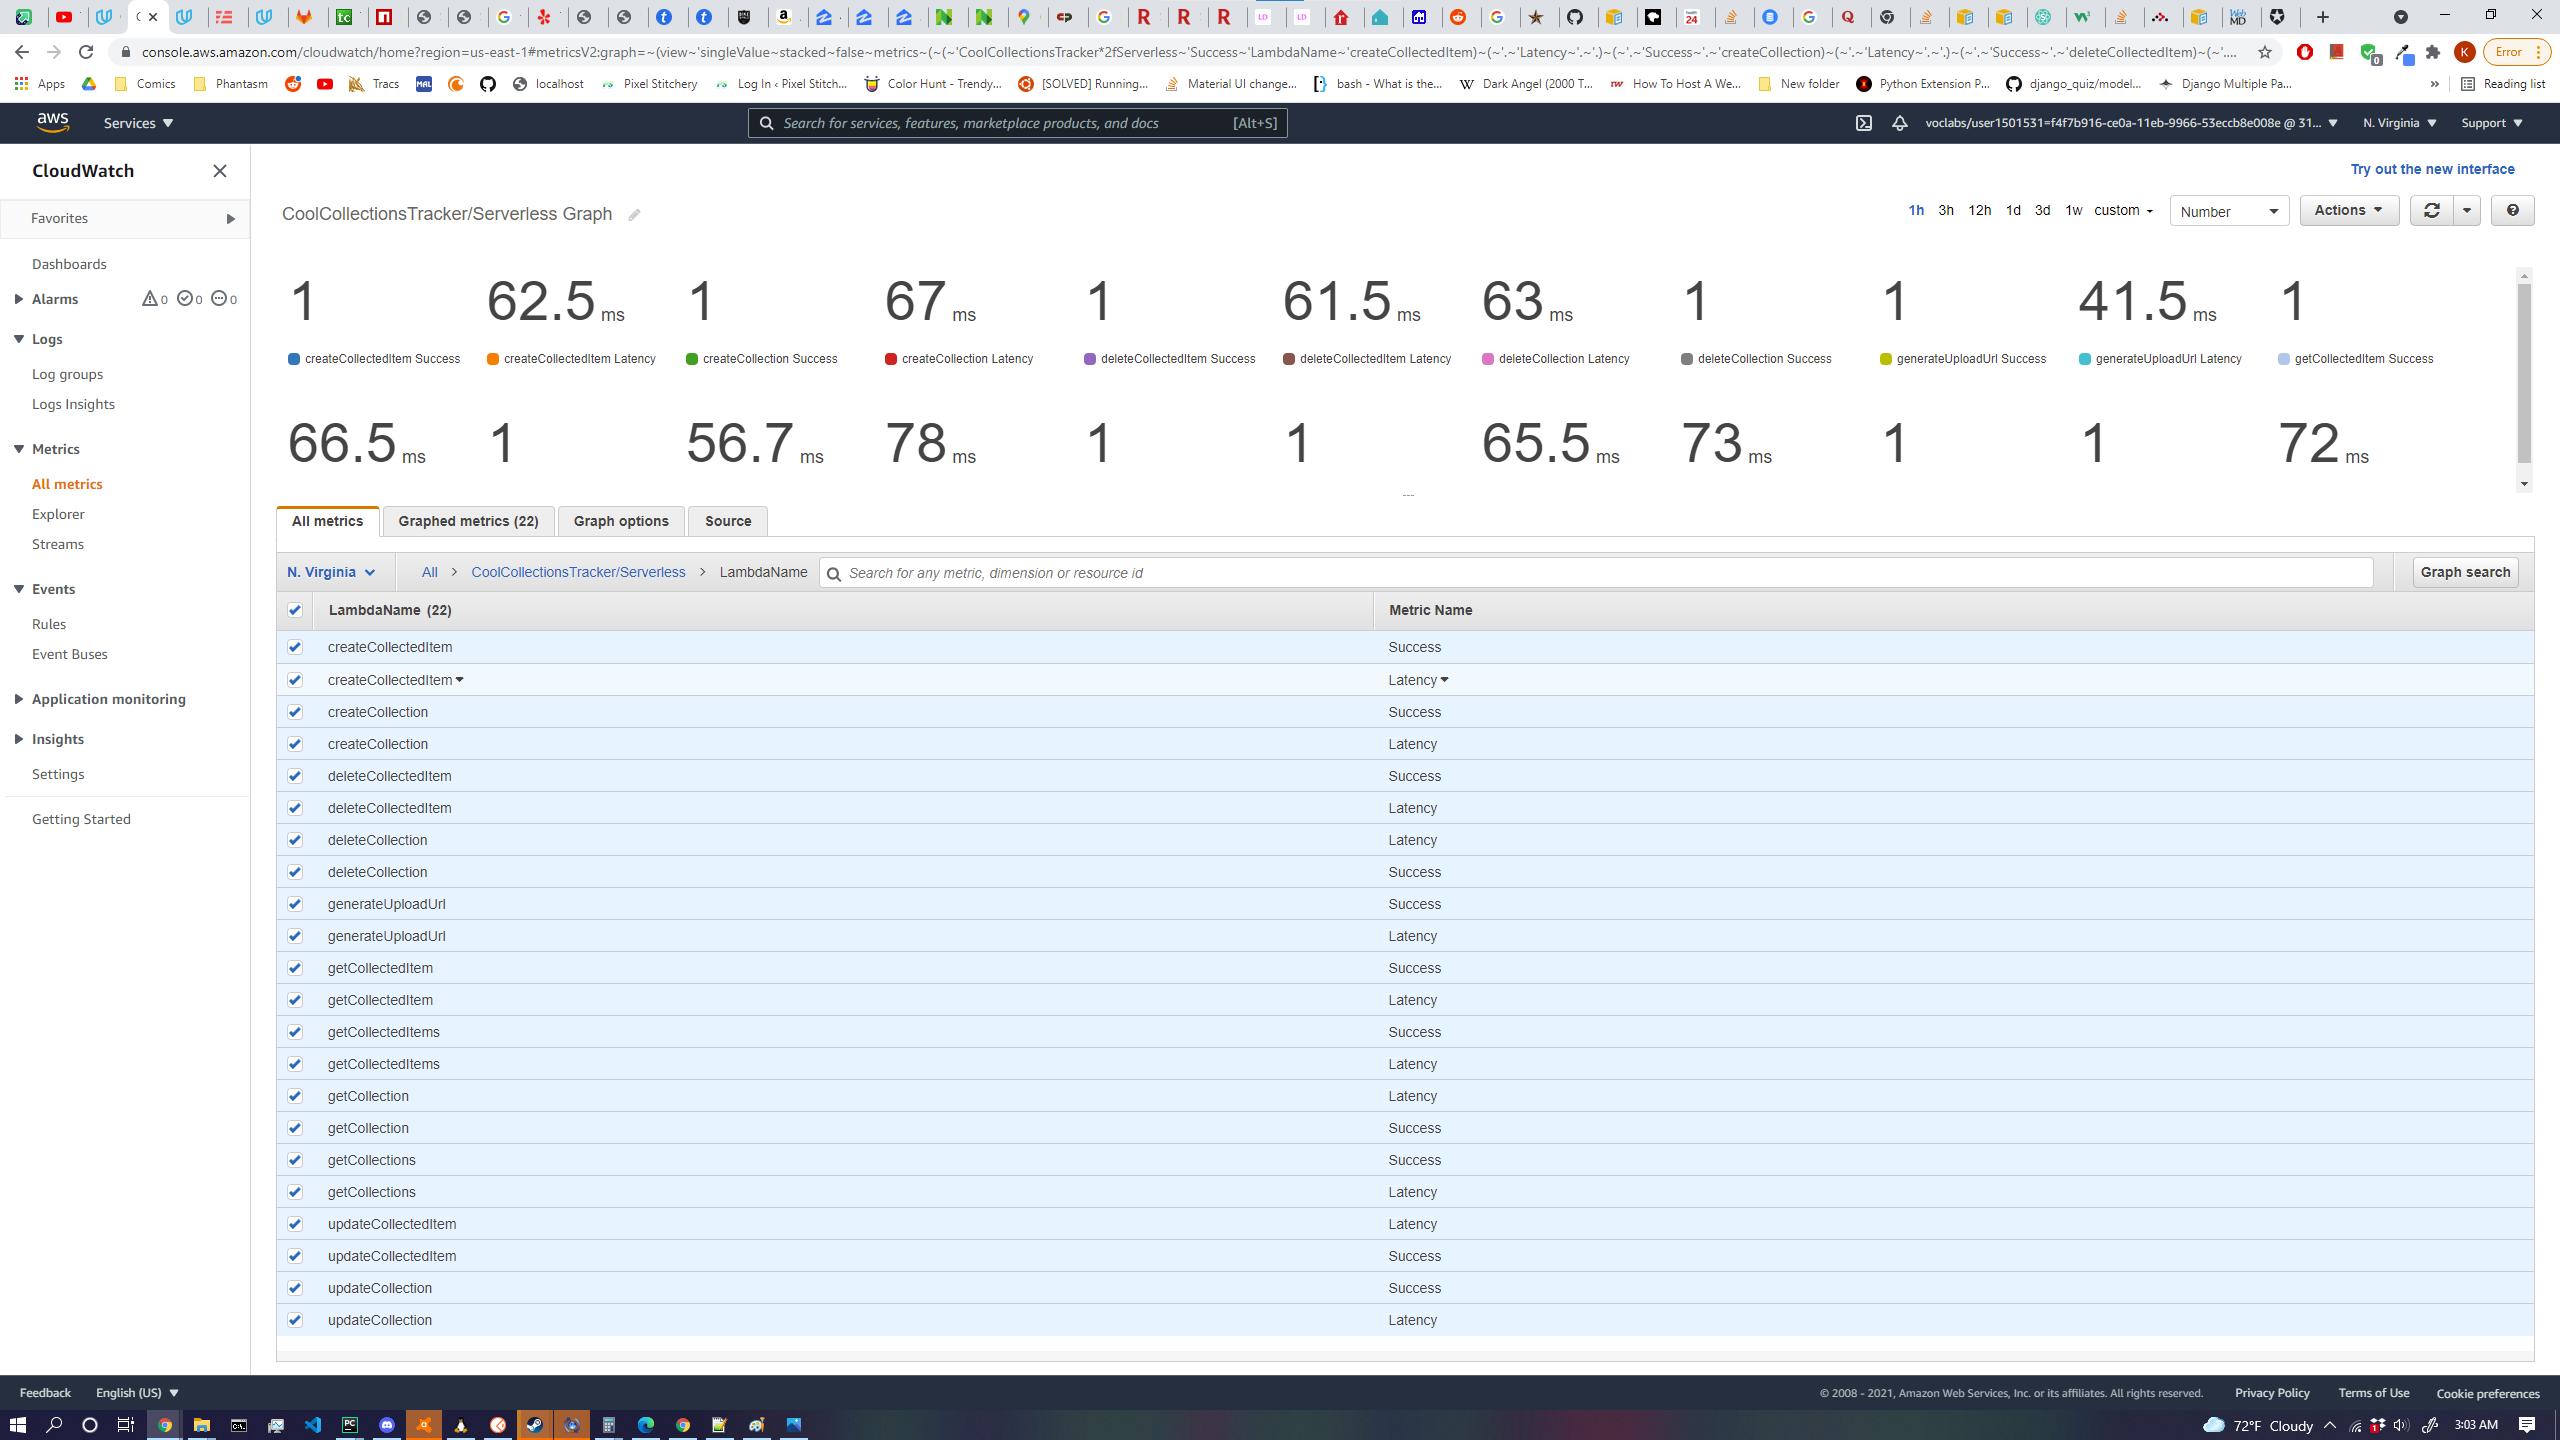 console.aws.amazon.com/cloudwatch/home?region=us-east-1#metricsV2:graph=~(view~'singleValue~stacked~false~metrics~(~(~'CoolCollectionsTracker*2fServerless~'Success~'LambdaName~'createCollectedItem)~(~'.~'Latency~'.~'.)~(~'.~'Success~'.~'createCollection)~(~'.~'Latency~'.~'.)~(~'.~'Success~'.~'deleteCollectedItem)~(~'....
K Error
Apps Comics Phantasm Tracs MAL localhost Pixel Stitchery Log In ‹ Pixel Stitch... Color Hunt - Trendy... [SOLVED] Running... Material UI change... bash - What is the... Dark Angel (2000 T... How To Host A We... New folder Python Extension P... django_quiz/model... Django Multiple Pa... » Reading list
aws Services Search for services, features, marketplace products, and docs [Alt+S] voclabs/user1501531=f4f7b916-ce0a-11eb-9966-53eccb8e008e @ 31... N. Virginia Support
CloudWatch
Favorites
Dashboards
Alarms 0 0 0
Logs
Log groups
Logs Insights
Metrics
All metrics
Explorer
Streams
Events
Rules
Event Buses
Application monitoring
Insights
Settings
Getting Started
Try out the new interface
CoolCollectionsTracker/Serverless Graph 1h 3h 12h 1d 3d 1w custom Number Actions
1 62.5 ms 1 67 ms 1 61.5 ms 63 ms 1 1 41.5 ms 1
createCollectedItem Success createCollectedItem Latency createCollection Success createCollection Latency deleteCollectedItem Success deleteCollectedItem Latency deleteCollection Latency deleteCollection Success generateUploadUrl Success generateUploadUrl Latency getCollectedItem Success
66.5 ms 1 56.7 ms 78 ms 1 1 65.5 ms 73 ms 1 1 72 ms
All metrics Graphed metrics (22) Graph options Source
N. Virginia All CoolCollectionsTracker/Serverless LambdaName Search for any metric, dimension or resource id Graph search
LambdaName (22) Metric Name
createCollectedItem Success
createCollectedItem Latency
createCollection Success
createCollection Latency
deleteCollectedItem Success
deleteCollectedItem Latency
deleteCollection Latency
deleteCollection Success
generateUploadUrl Success
generateUploadUrl Latency
getCollectedItem Success
getCollectedItem Latency
getCollectedItems Success
getCollectedItems Latency
getCollection Latency
getCollection Success
getCollections Success
getCollections Latency
updateCollectedItem Latency
updateCollectedItem Success
updateCollection Success
updateCollection Latency
Feedback English (US) © 2008 - 2021, Amazon Web Services, Inc. or its affiliates. All rights reserved. Privacy Policy Terms of Use Cookie preferences
72°F Cloudy 3:03 AM